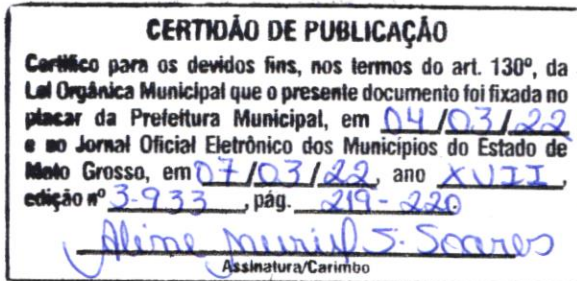 CERTIDÃO DE PUBLICAÇÃO
Certifico para os devidos fins, nos termos do art. 130º, da
Lei Orgânica Municipal que o presente documento foi fixada no
placar da Prefeitura Municipal, em 04/03/22
e no Jornal Oficial Eletrônico dos Municípios do Estado de
Mato Grosso, em 07/03/22, ano XVII,
edição nº 3.933, pág. 219-220
Aline Muriel S. Soares
Assinatura/Carimbo